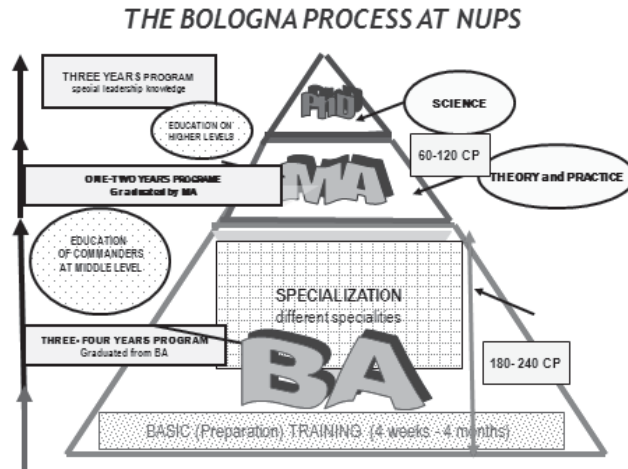 THE BOLOGNA PROCESS AT NUPS
THREE YEARS PROGRAM
special leadership knowledge
PhD
SCIENCE
EDUCATION ON
HIGHER LEVELS
60-120 CP
ONE-TWO YEARS PROGRAME
Graduated by MA
MA
THEORY and PRACTICE
EDUCATION
OF COMMANDERS
AT MIDDLE LEVEL
SPECIALIZATION
different specialities
THREE- FOUR YEARS PROGRAM
Graduated from BA
BA
180- 240 CP
BASIC (Preparation) TRAINING (4 weeks - 4 months)